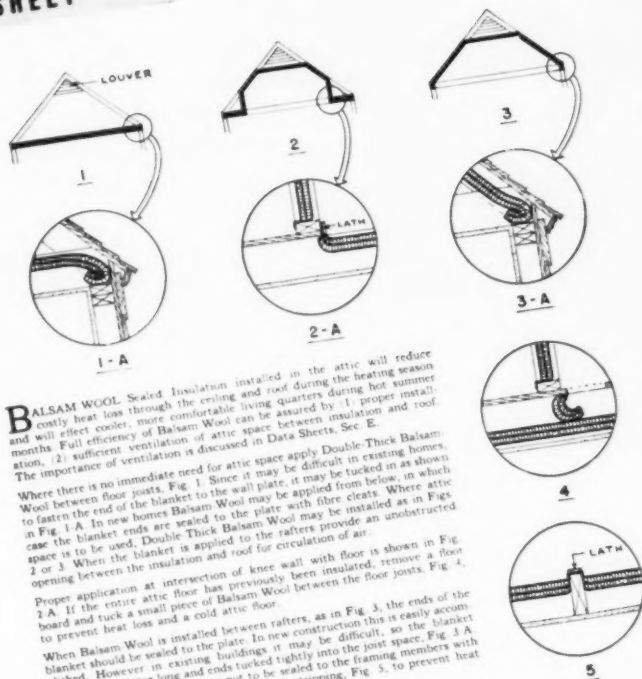 SHEET
LOUVER
1
2
3
LATH
1-A
2-A
3-A
BALSAM WOOL Sealed Insulation installed in the attic will reduce
costly heat loss through the ceiling and roof during the heating season
and will effect cooler, more comfortable living quarters during hot summer
months. Full efficiency of Balsam Wool can be assured by (1) proper install-
ation, (2) sufficient ventilation of attic space between insulation and roof.
The importance of ventilation is discussed in Data Sheets, Sec. E.
Where there is no immediate need for attic space apply Double-Thick Balsam-
Wool between floor joists, Fig. 1. Since it may be difficult in existing homes,
to fasten the end of the blanket to the wall plate, it may be tucked in as shown
in Fig. 1-A. In new homes Balsam Wool may be applied from below, in which
case the blanket ends are sealed to the plate with fibre cleats. Where attic
space is to be used, Double-Thick Balsam Wool may be installed as in Figs.
2 or 3. When the blanket is applied to the rafters provide an unobstructed
opening between the insulation and roof for circulation of air.
Proper application at intersection of knee wall with floor is shown in Fig.
2-A. If the entire attic floor has previously been insulated, remove a floor
board and tuck a small piece of Balsam Wool between the floor joists, Fig. 4,
to prevent heat loss and a cold attic floor.
When Balsam-Wool is installed between rafters, as in Fig. 3, the ends of the
blanket should be sealed to the plate. In new construction this is easily accom-
plished. However in existing buildings it may be difficult, so the blanket
long and ends tucked tightly into the joist space, Fig. 3-A
not to be sealed to the framing members with
stripping, Fig. 5, to prevent heat
4
LATH
5